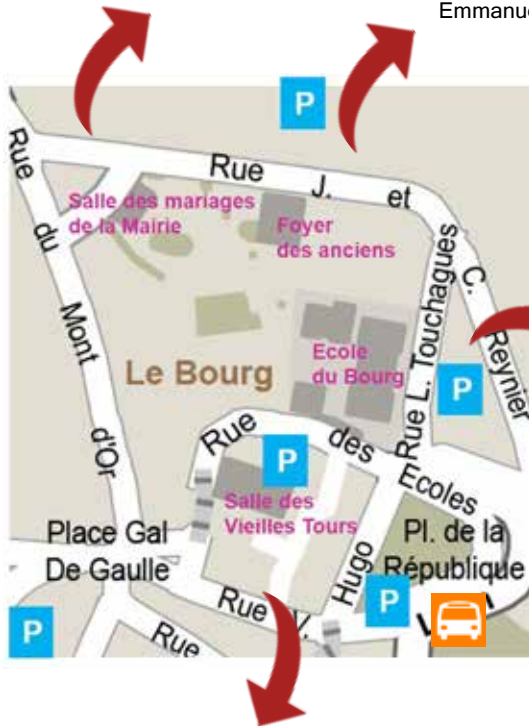 Emmanue
P
Rue J. et C. Reynier
Rue du Mont d'Or
Salle des mariages
de la Mairie
Foyer
des anciens
Rue L. Touchagues
P
Ecole
du Bourg
Le Bourg
Rue des Ecoles
P
Salle des
Vieilles Tours
Place Gal
De Gaulle
Pl. de la
République
Rue V. Hugo
P
P
Rue